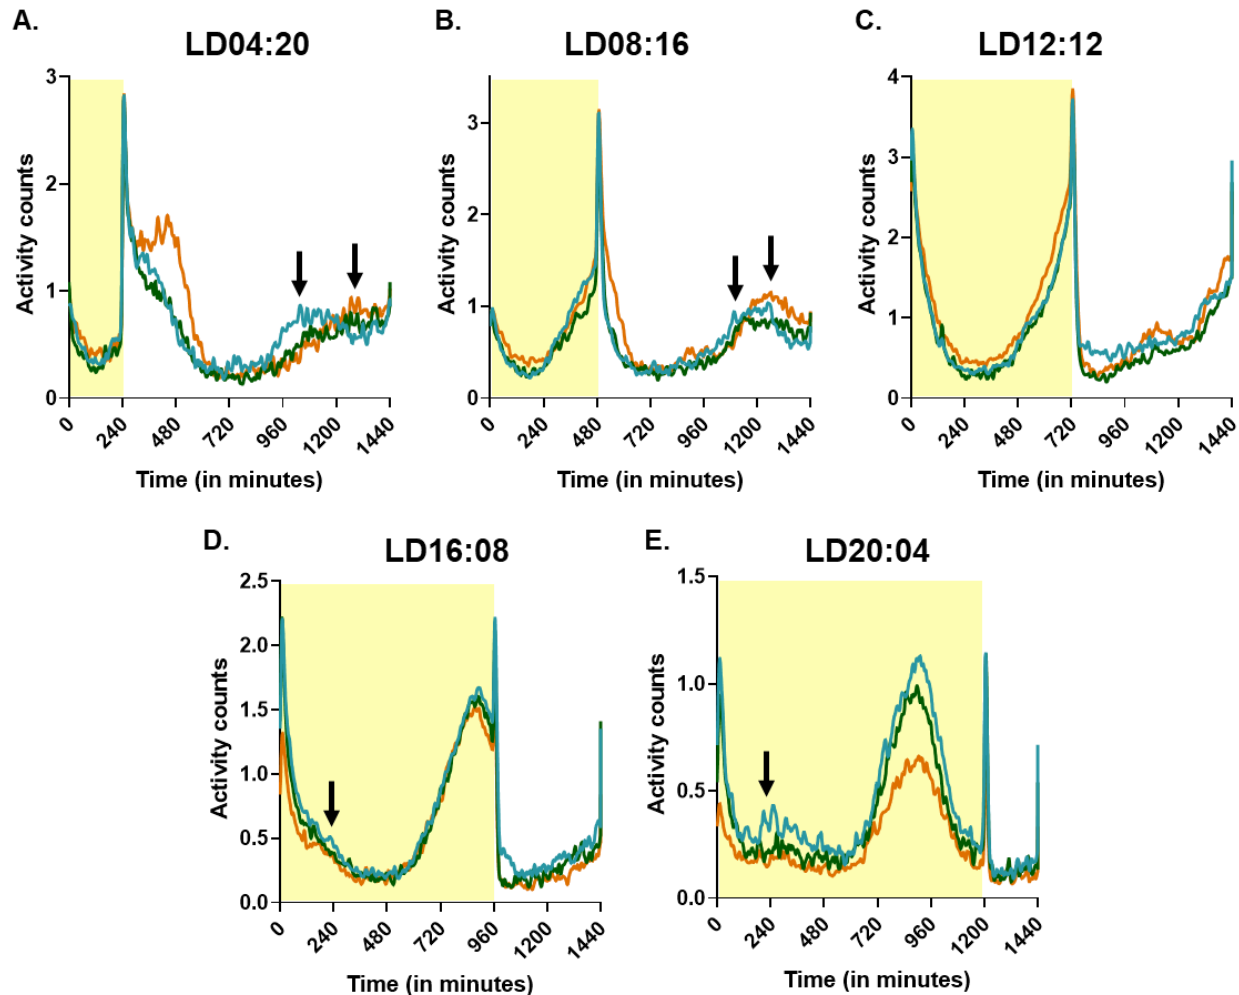 A.
LD04:20
3
2
1
0
Activity counts
0 240 480 720 960 1200 1440
Time (in minutes)
B.
LD08:16
3
2
1
0
Activity counts
0 240 480 720 960 1200 1440
Time (in minutes)
C.
LD12:12
4
3
2
1
0
Activity counts
0 240 480 720 960 1200 1440
Time (in minutes)
D.
LD16:08
2.5
2.0
1.5
1.0
0.5
0.0
Activity counts
0 240 480 720 960 1200 1440
Time (in minutes)
E.
LD20:04
1.5
1.0
0.5
0.0
Activity counts
0 240 480 720 960 1200 1440
Time (in minutes)